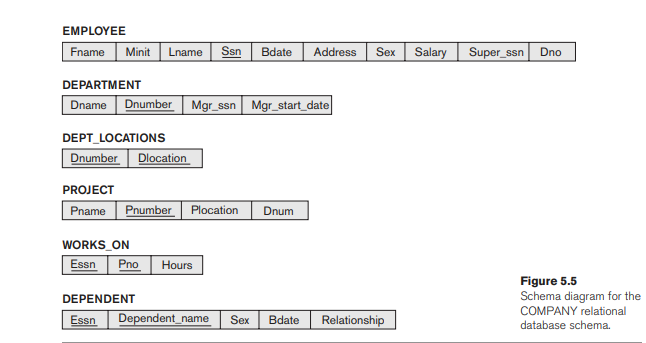 EMPLOYEE
Fname Minit Lname Ssn Bdate Address Sex Salary Super_ssn Dno
DEPARTMENT
Dname Dnumber Mgr_ssn Mgr_start_date
DEPT_LOCATIONS
Dnumber Dlocation
PROJECT
Pname Pnumber Plocation Dnum
WORKS_ON
Essn Pno Hours
DEPENDENT
Essn Dependent_name Sex Bdate Relationship
Figure 5.5
Schema diagram for the
COMPANY relational
database schema.